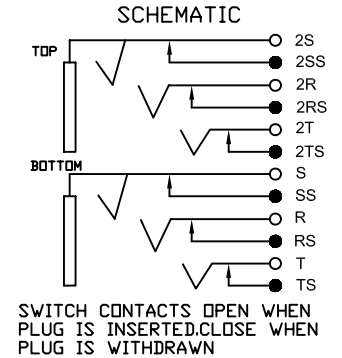 SCHEMATIC
2S
TOP
2SS
2R
2RS
2T
2TS
BOTTOM
S
SS
R
RS
T
TS
SWITCH CONTACTS OPEN WHEN
PLUG IS INSERTED.CLOSE WHEN
PLUG IS WITHDRAWN